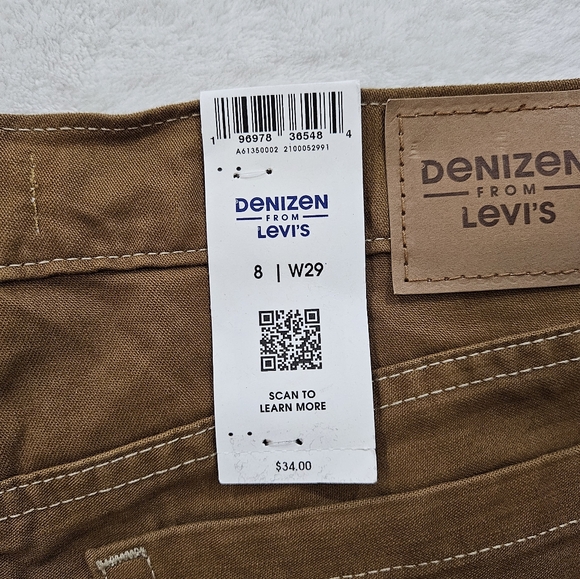 1 96978 36548 4
A61350002 2100052991
DENIZEN
FROM
LEVI'S
8 | W29
SCAN TO
LEARN MORE
$34.00
DENIZEN
FROM
LEVI'S